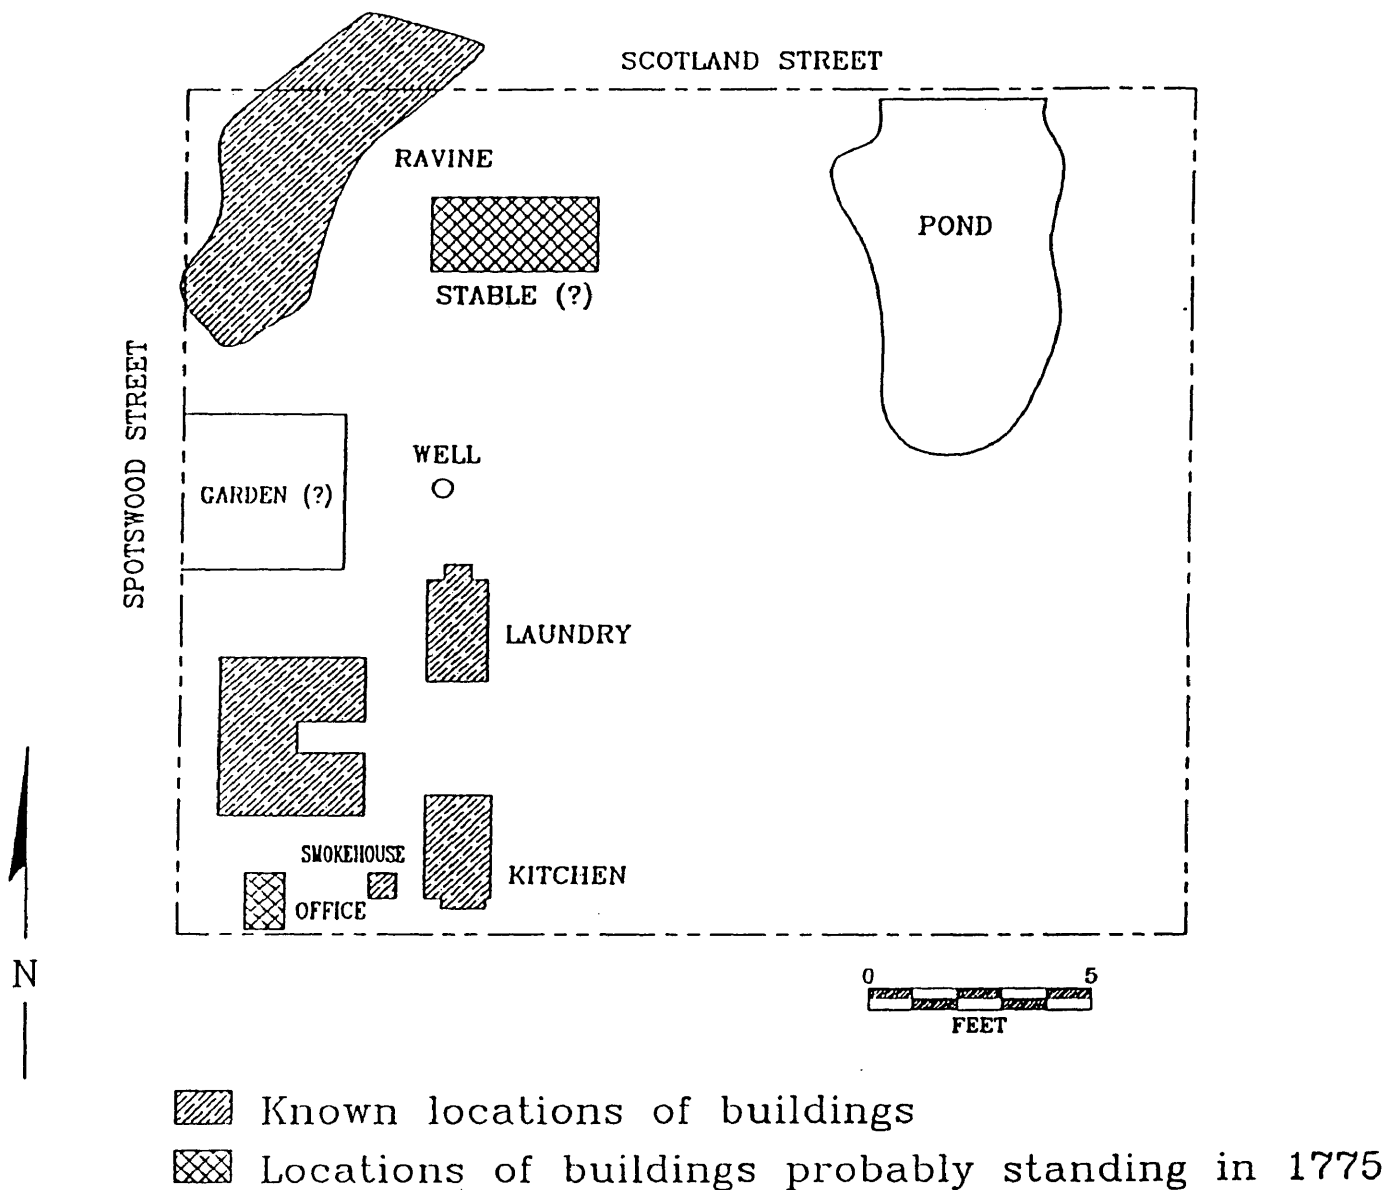 SCOTLAND STREET
RAVINE
STABLE (?)
POND
SPOTSWOOD STREET
WELL
GARDEN (?)
LAUNDRY
SMOKEHOUSE
OFFICE
KITCHEN
N
0 5
FEET
Known locations of buildings
Locations of buildings probably standing in 1775